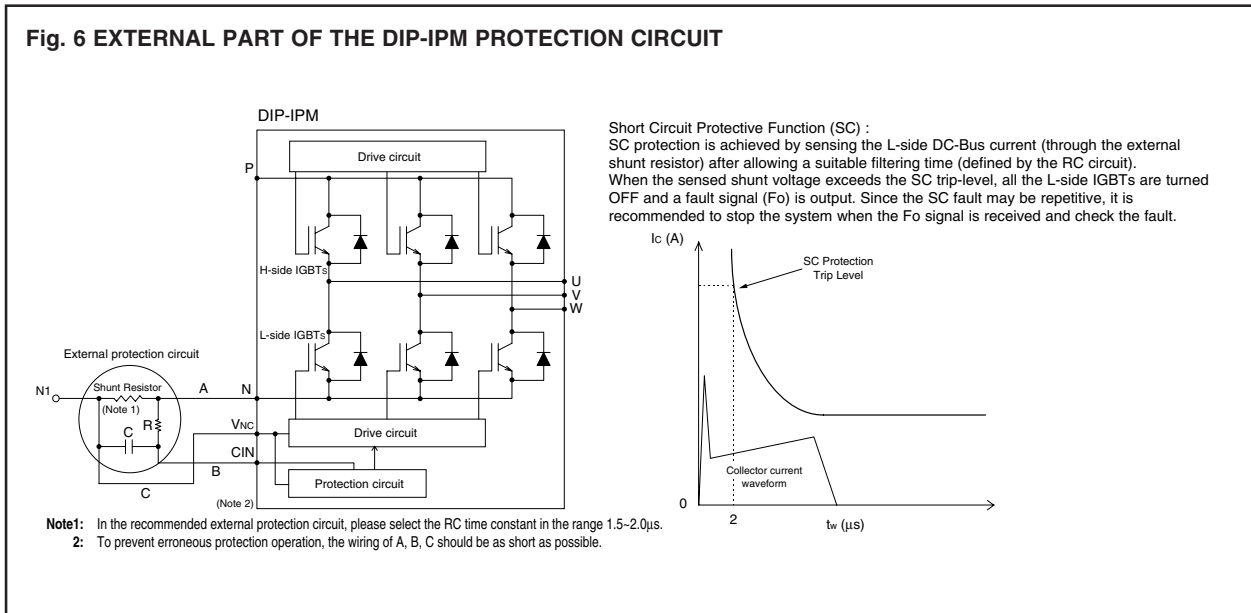 Fig. 6 EXTERNAL PART OF THE DIP-IPM PROTECTION CIRCUIT
DIP-IPM
Drive circuit
P
H-side IGBTs
U
V
W
L-side IGBTs
External protection circuit
N1
Shunt Resistor
(Note 1)
A
N
R
C
VNC
Drive circuit
CIN
B
C
Protection circuit
(Note 2)
Short Circuit Protective Function (SC) :
SC protection is achieved by sensing the L-side DC-Bus current (through the external
shunt resistor) after allowing a suitable filtering time (defined by the RC circuit).
When the sensed shunt voltage exceeds the SC trip-level, all the L-side IGBTs are turned
OFF and a fault signal (Fo) is output. Since the SC fault may be repetitive, it is
recommended to stop the system when the Fo signal is received and check the fault.
IC (A)
SC Protection
Trip Level
Collector current
waveform
0
2
tw (μs)
Note1: In the recommended external protection circuit, please select the RC time constant in the range 1.5~2.0μs.
2: To prevent erroneous protection operation, the wiring of A, B, C should be as short as possible.